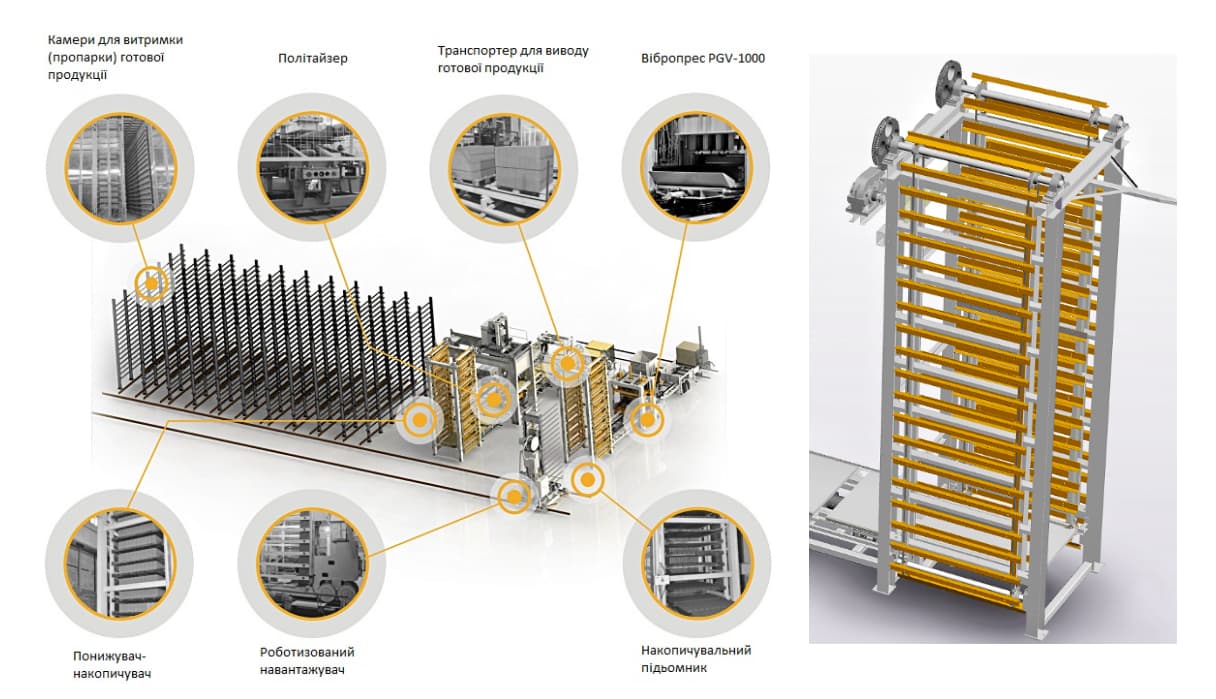 Камери для витримки
(пропарки) готової
продукції
Політайзер
Транспортер для виводу
готової продукції
Вібропрес PGV-1000
Понижувач-
накопичувач
Роботизований
навантажувач
Накопичувальний
підьомник